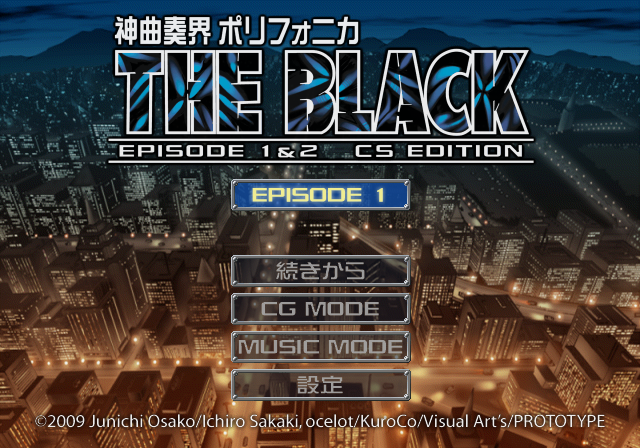 神曲奏界 ポリフォニカ
THE BLACK
EPISODE 1&2 CS EDITION
EPISODE 1
続きから
CG MODE
MUSIC MODE
設定
©2009 Junichi Osako/Ichiro Sakaki, ocelot/KuroCo/Visual Art's/PROTOTYPE